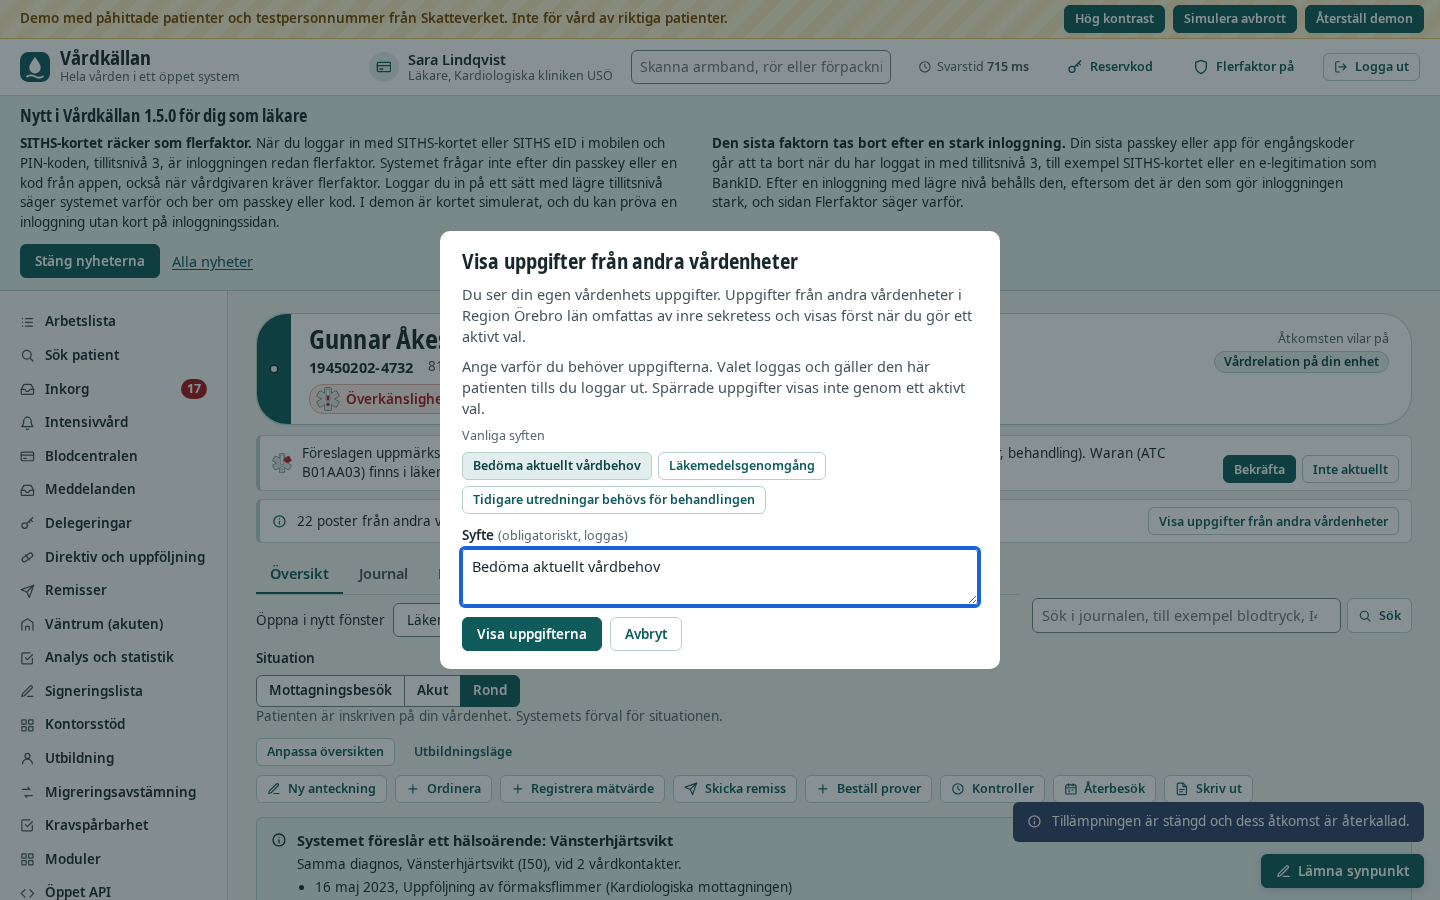 Demo med påhittade patienter och testpersonnummer från Skatteverket. Inte för vård av riktiga patienter.
Hög kontrast
Simulera avbrott
Återställ demon
Vårdkällan
Hela vården i ett öppet system
Sara Lindqvist
Läkare, Kardiologiska kliniken USÖ
Skanna armband, rör eller förpackni
Svarstid 715 ms
Reservkod
Flerfaktor på
Logga ut
Nytt i Vårdkällan 1.5.0 för dig som läkare
SITHS-kortet räcker som flerfaktor. När du loggar in med SITHS-kortet eller SITHS eID i mobilen och
PIN-koden, tillitsnivå 3, är inloggningen redan flerfaktor. Systemet frågar inte efter din passkey eller en
kod från appen, också när vårdgivaren kräver flerfaktor. Loggar du in på ett sätt med lägre tillitsnivå
säger systemet varför och ber om passkey eller kod. I demon är kortet simulerat, och du kan pröva en
inloggning utan kort på inloggningssidan.
Den sista faktorn tas bort efter en stark inloggning. Din sista passkey eller app för engångskoder
går att ta bort när du har loggat in med tillitsnivå 3, till exempel SITHS-kortet eller en e-legitimation som
BankID. Efter en inloggning med lägre nivå behålls den, eftersom det är den som gör inloggningen
stark, och sidan Flerfaktor säger varför.
Stäng nyheterna
Alla nyheter
Arbetslista
Sök patient
Inkorg
17
Intensivvård
Blodcentralen
Meddelanden
Delegeringar
Direktiv och uppföljning
Remisser
Väntrum (akuten)
Analys och statistik
Signeringslista
Kontorsstöd
Utbildning
Migreringsavstämning
Kravspårbarhet
Moduler
Öppet API
Gunnar Åkes
19450202-4732
81
Överkänslighe
Åtkomsten vilar på
Vårdrelation på din enhet
Föreslagen uppmärks
, behandling). Waran (ATC
B01AA03) finns i läker
Bekräfta
Inte aktuellt
22 poster från andra v
Visa uppgifter från andra vårdenheter
Översikt
Journal
Öppna i nytt fönster
Läker
Sök i journalen, till exempel blodtryck, I
Sök
Situation
Mottagningsbesök
Akut
Rond
Patienten är inskriven på din vårdenhet. Systemets förval för situationen.
Anpassa översikten
Utbildningsläge
Ny anteckning
Ordinera
Registrera mätvärde
Skicka remiss
Beställ prover
Kontroller
Återbesök
Skriv ut
Systemet föreslår ett hälsoärende: Vänsterhjärtsvikt
Samma diagnos, Vänsterhjärtsvikt (I50), vid 2 vårdkontakter.
• 16 maj 2023, Uppföljning av förmaksflimmer (Kardiologiska mottagningen)
Visa uppgifter från andra vårdenheter
Du ser din egen vårdenhets uppgifter. Uppgifter från andra vårdenheter i
Region Örebro län omfattas av inre sekretess och visas först när du gör ett
aktivt val.
Ange varför du behöver uppgifterna. Valet loggas och gäller den här
patienten tills du loggar ut. Spärrade uppgifter visas inte genom ett aktivt
val.
Vanliga syften
Bedöma aktuellt vårdbehov
Läkemedelsgenomgång
Tidigare utredningar behövs för behandlingen
Syfte (obligatoriskt, loggas)
Bedöma aktuellt vårdbehov
Visa uppgifterna
Avbryt
Tillämpningen är stängd och dess åtkomst är återkallad.
Lämna synpunkt